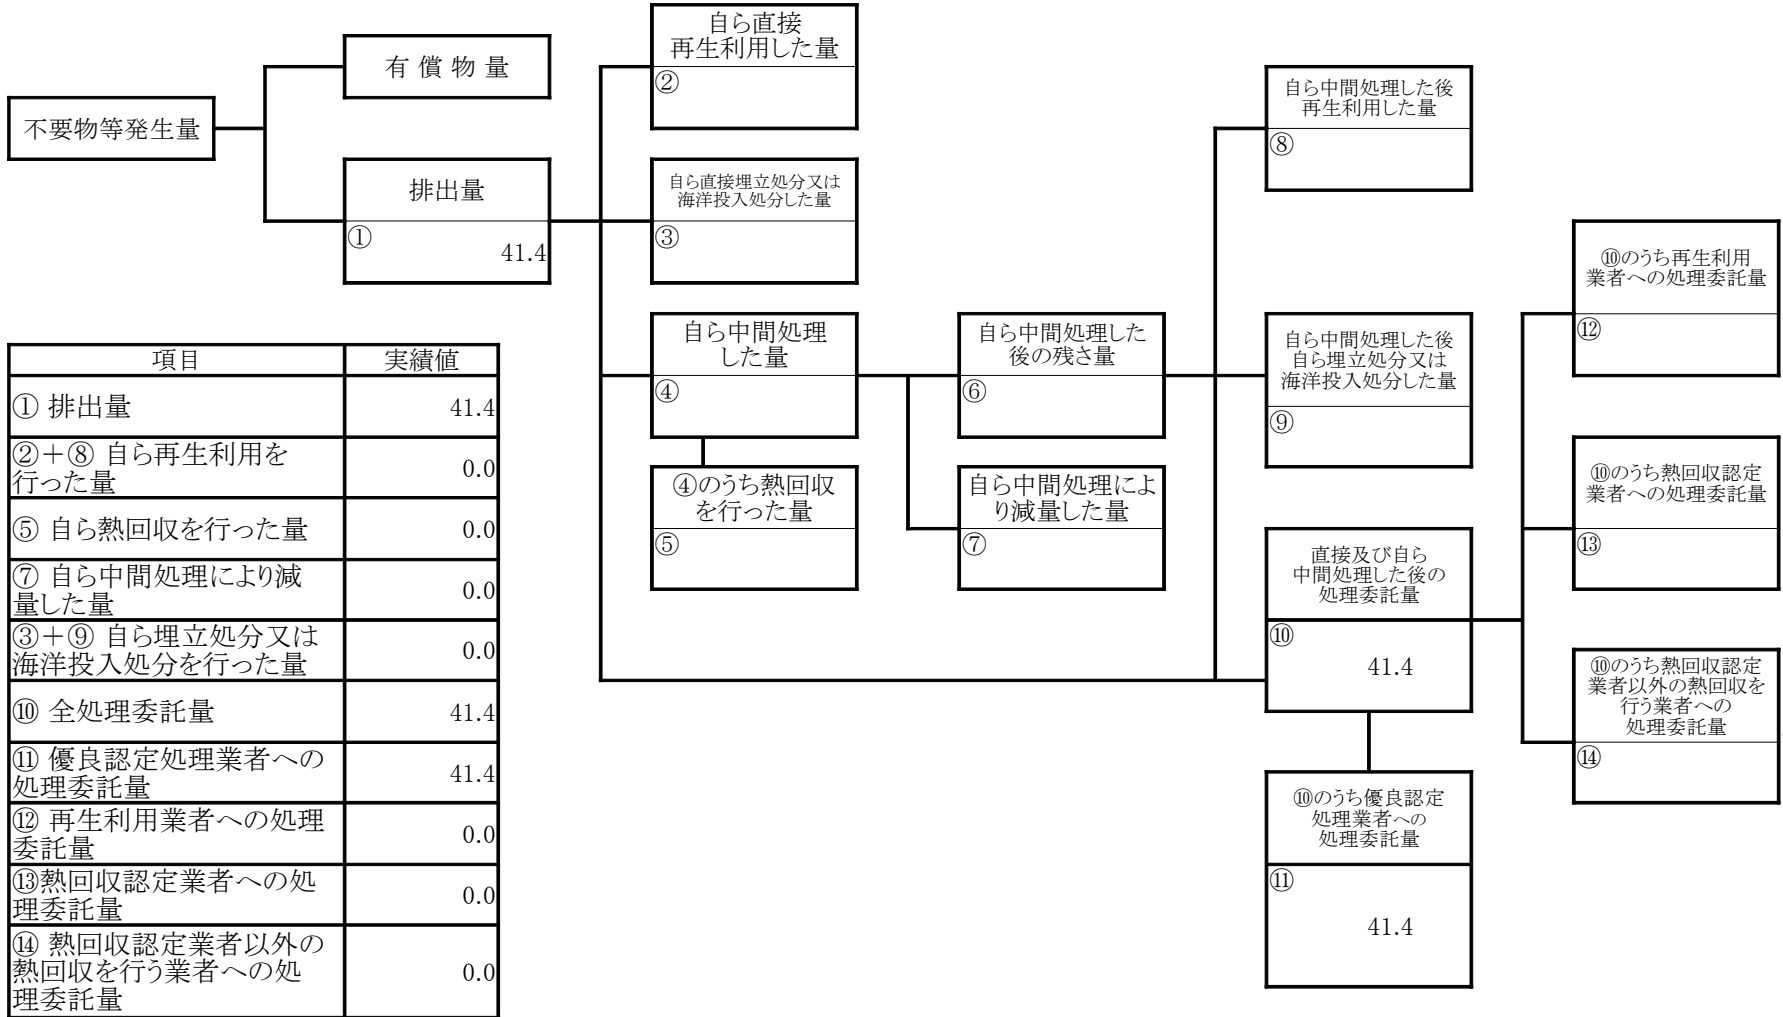 不要物等発生量
有 償 物 量
排出量
①
41.4
自ら直接
再生利用した量
②
自ら直接埋立処分又は
海洋投入処分した量
③
自ら中間処理
した量
④
④のうち熱回収
を行った量
⑤
自ら中間処理した
後の残さ量
⑥
自ら中間処理によ
り減量した量
⑦
自ら中間処理した後
再生利用した量
⑧
自ら中間処理した後
自ら埋立処分又は
海洋投入処分した量
⑨
直接及び自ら
中間処理した後の
処理委託量
⑩
41.4
⑩のうち優良認定
処理業者への
処理委託量
⑪
41.4
⑩のうち再生利用
業者への処理委託量
⑫
⑩のうち熱回収認定
業者への処理委託量
⑬
⑩のうち熱回収認定
業者以外の熱回収を
行う業者への
処理委託量
⑭
項目 実績値
① 排出量 41.4
②＋⑧ 自ら再生利用を
行った量 0.0
⑤ 自ら熱回収を行った量 0.0
⑦ 自ら中間処理により減
量した量 0.0
③＋⑨ 自ら埋立処分又は
海洋投入処分を行った量 0.0
⑩ 全処理委託量 41.4
⑪ 優良認定処理業者への
処理委託量 41.4
⑫ 再生利用業者への処理
委託量 0.0
⑬熱回収認定業者への処
理委託量 0.0
⑭ 熱回収認定業者以外の
熱回収を行う業者への処
理委託量 0.0